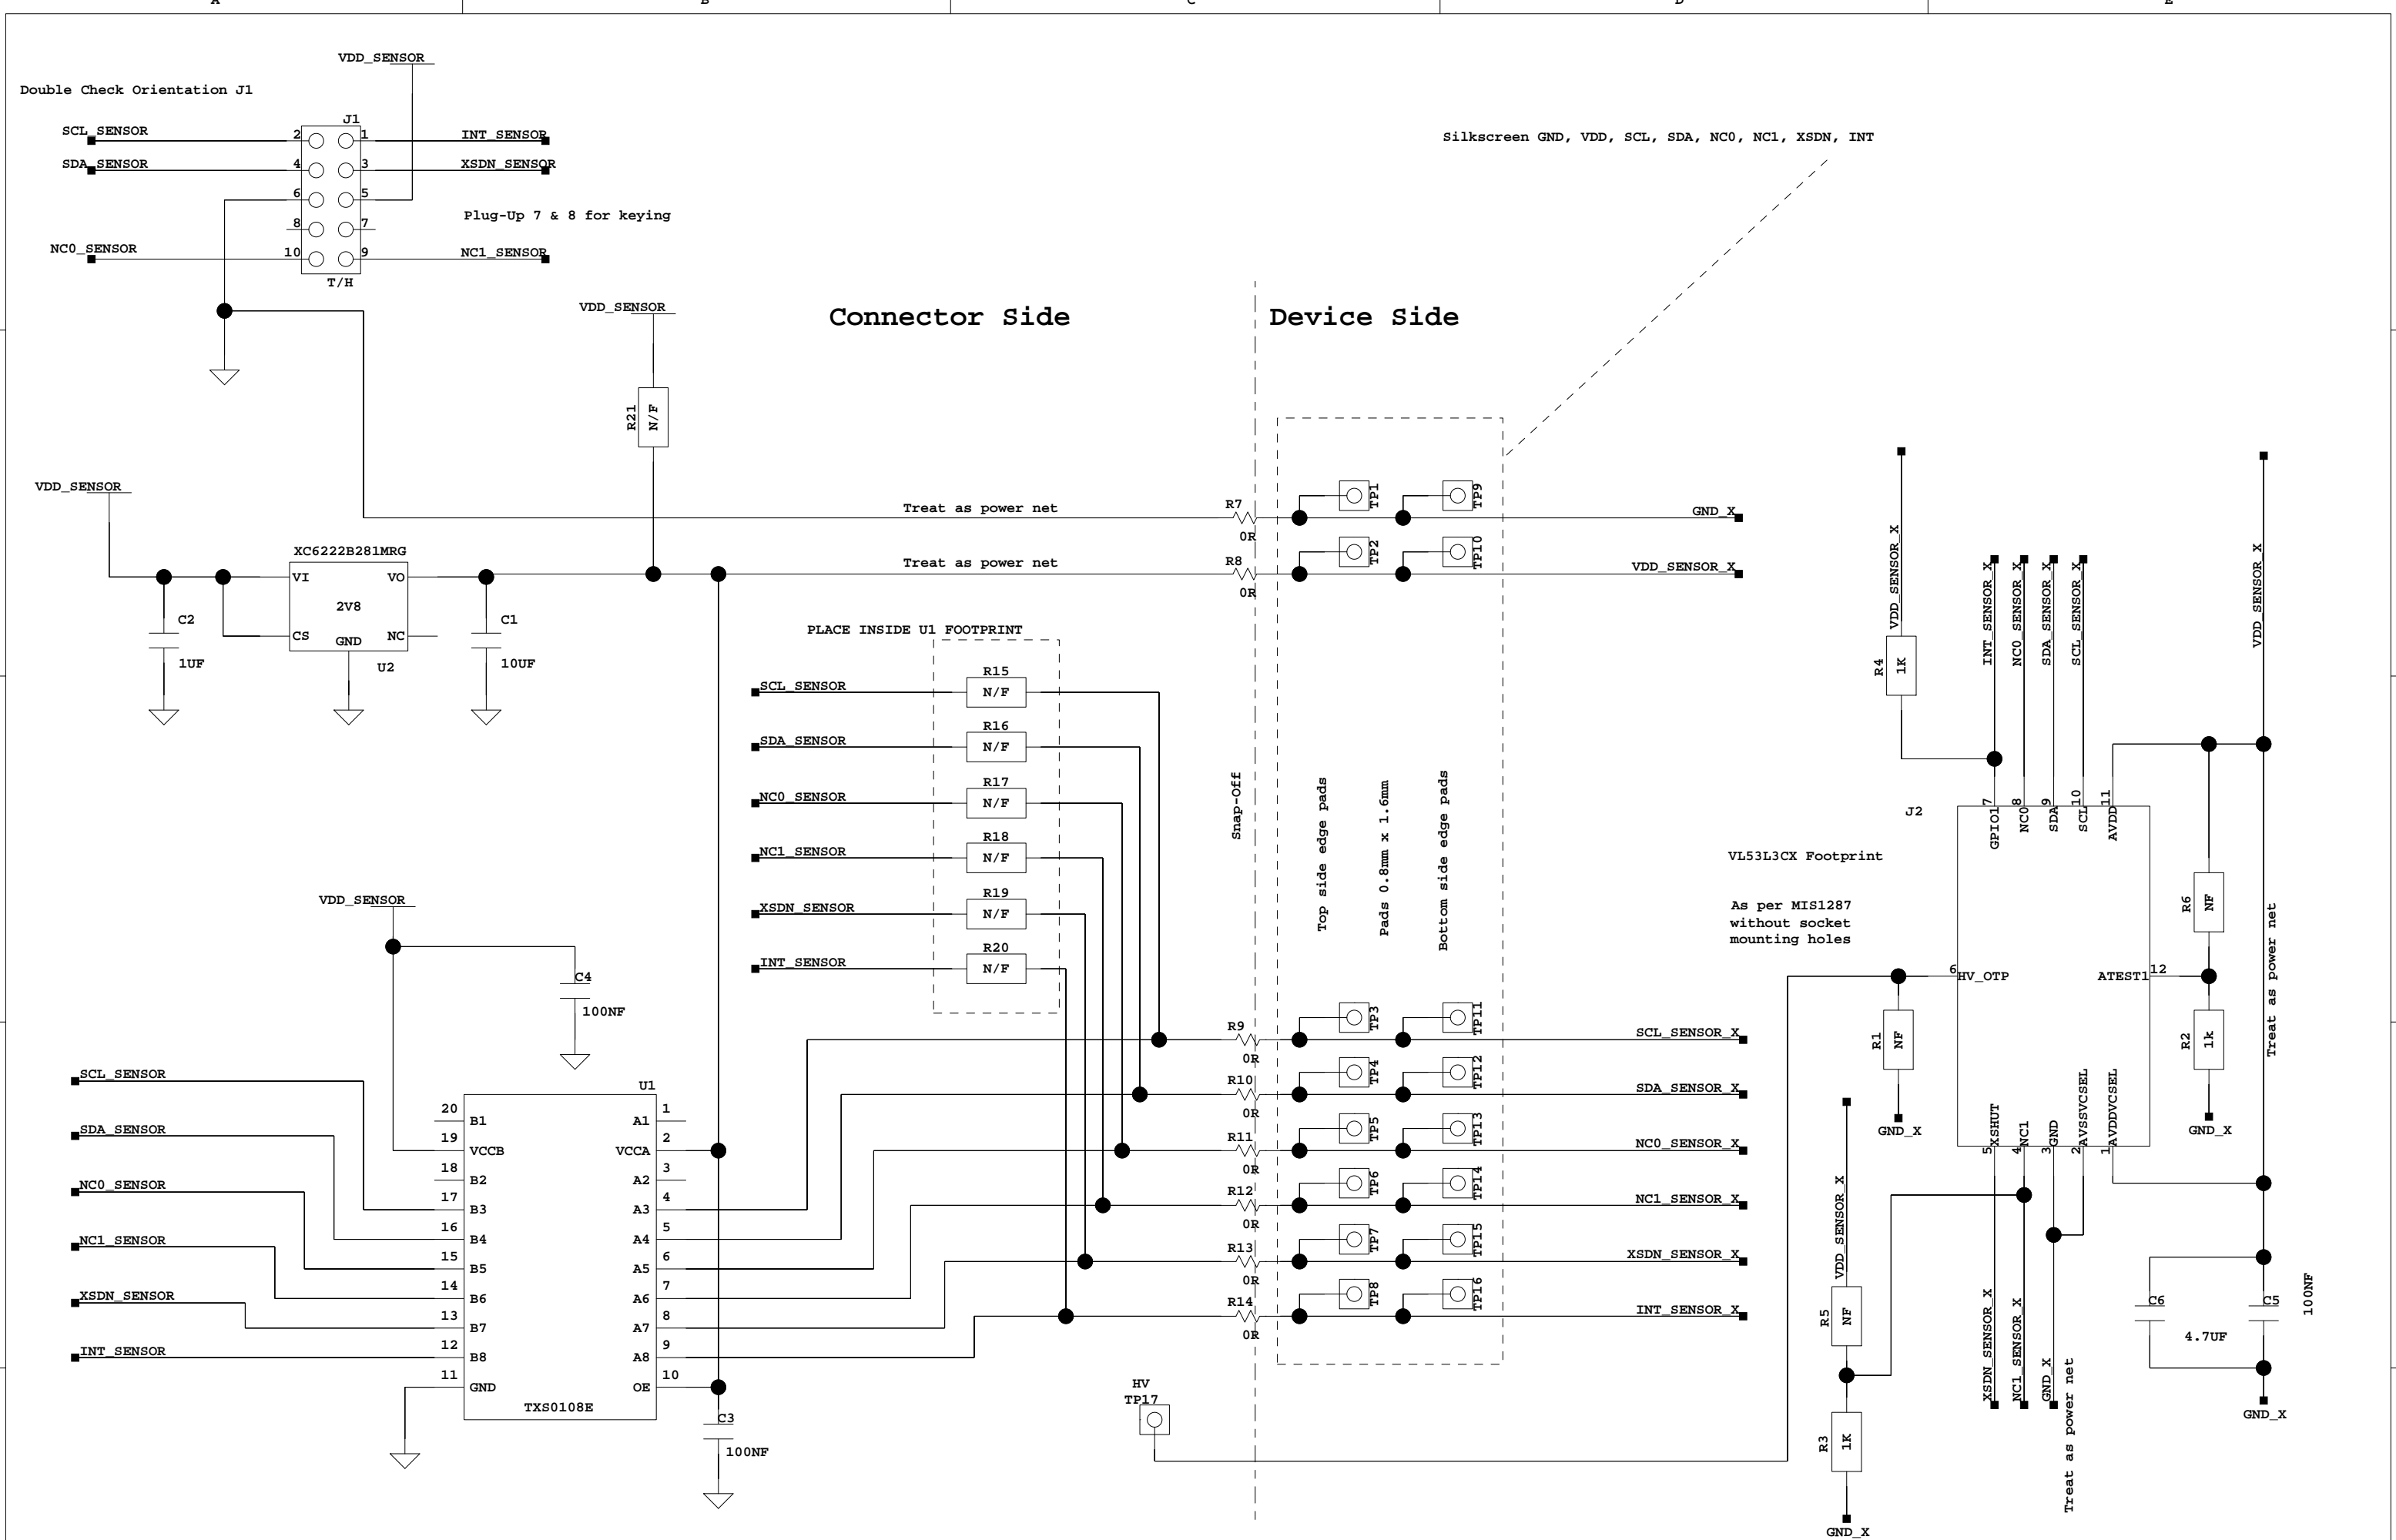 A B C D E
VDD_SENSOR
Double Check Orientation J1
J1
SCL_SENSOR 2 1 INT_SENSOR
SDA_SENSOR 4 3 XSDN_SENSOR
6 5
8 7
Plug-Up 7 & 8 for keying
NC0_SENSOR 10 9 NC1_SENSOR
T/H
Silkscreen GND, VDD, SCL, SDA, NC0, NC1, XSDN, INT
VDD_SENSOR
Connector Side
Device Side
R21
N/F
VDD_SENSOR
XC6222B281MRG
VI VO
2V8
CS GND NC
U2
C2
1UF
C1
10UF
Treat as power net
R7
0R
TP1
TP9
GND_X
Treat as power net
R8
0R
TP2
TP10
VDD_SENSOR_X
PLACE INSIDE U1 FOOTPRINT
R15
SCL_SENSOR N/F
R16
SDA_SENSOR N/F
R17
NC0_SENSOR N/F
R18
NC1_SENSOR N/F
R19
XSDN_SENSOR N/F
R20
INT_SENSOR N/F
Snap-Off
Top side edge pads
Pads 0.8mm x 1.6mm
Bottom side edge pads
VDD_SENSOR
C4
100NF
SCL_SENSOR
SDA_SENSOR
NC0_SENSOR
NC1_SENSOR
XSDN_SENSOR
INT_SENSOR
U1
20 B1 A1 1
19 VCCB VCCA 2
18 B2 A2 3
17 B3 A3 4
16 B4 A4 5
15 B5 A5 6
14 B6 A6 7
13 B7 A7 8
12 B8 A8 9
11 GND OE 10
TXS0108E
C3
100NF
R9
0R
TP3
TP11
SCL_SENSOR_X
R10
0R
TP4
TP12
SDA_SENSOR_X
R11
0R
TP5
TP13
NC0_SENSOR_X
R12
0R
TP6
TP14
NC1_SENSOR_X
R13
0R
TP7
TP15
XSDN_SENSOR_X
R14
0R
TP8
TP16
INT_SENSOR_X
HV
TP17
VDD_SENSOR_X
R4
1K
INT_SENSOR_X
NC0_SENSOR_X
SDA_SENSOR_X
SCL_SENSOR_X
VDD_SENSOR_X
J2
7 GPIO1
8 NC0
9 SDA
10 SCL
11 AVDD
VL53L3CX Footprint
As per MIS1287
without socket
mounting holes
6 HV_OTP
ATEST1 12
R6
NF
Treat as power net
R1
NF
GND_X
R2
1k
GND_X
5 XSHUT
4 NC1
3 GND
2 AVSSVCSEL
1 AVDDVCSEL
VDD_SENSOR_X
R5
NF
R3
1K
GND_X
XSDN_SENSOR_X
NC1_SENSOR_X
GND_X
Treat as power net
C6
4.7UF
C5
100NF
GND_X